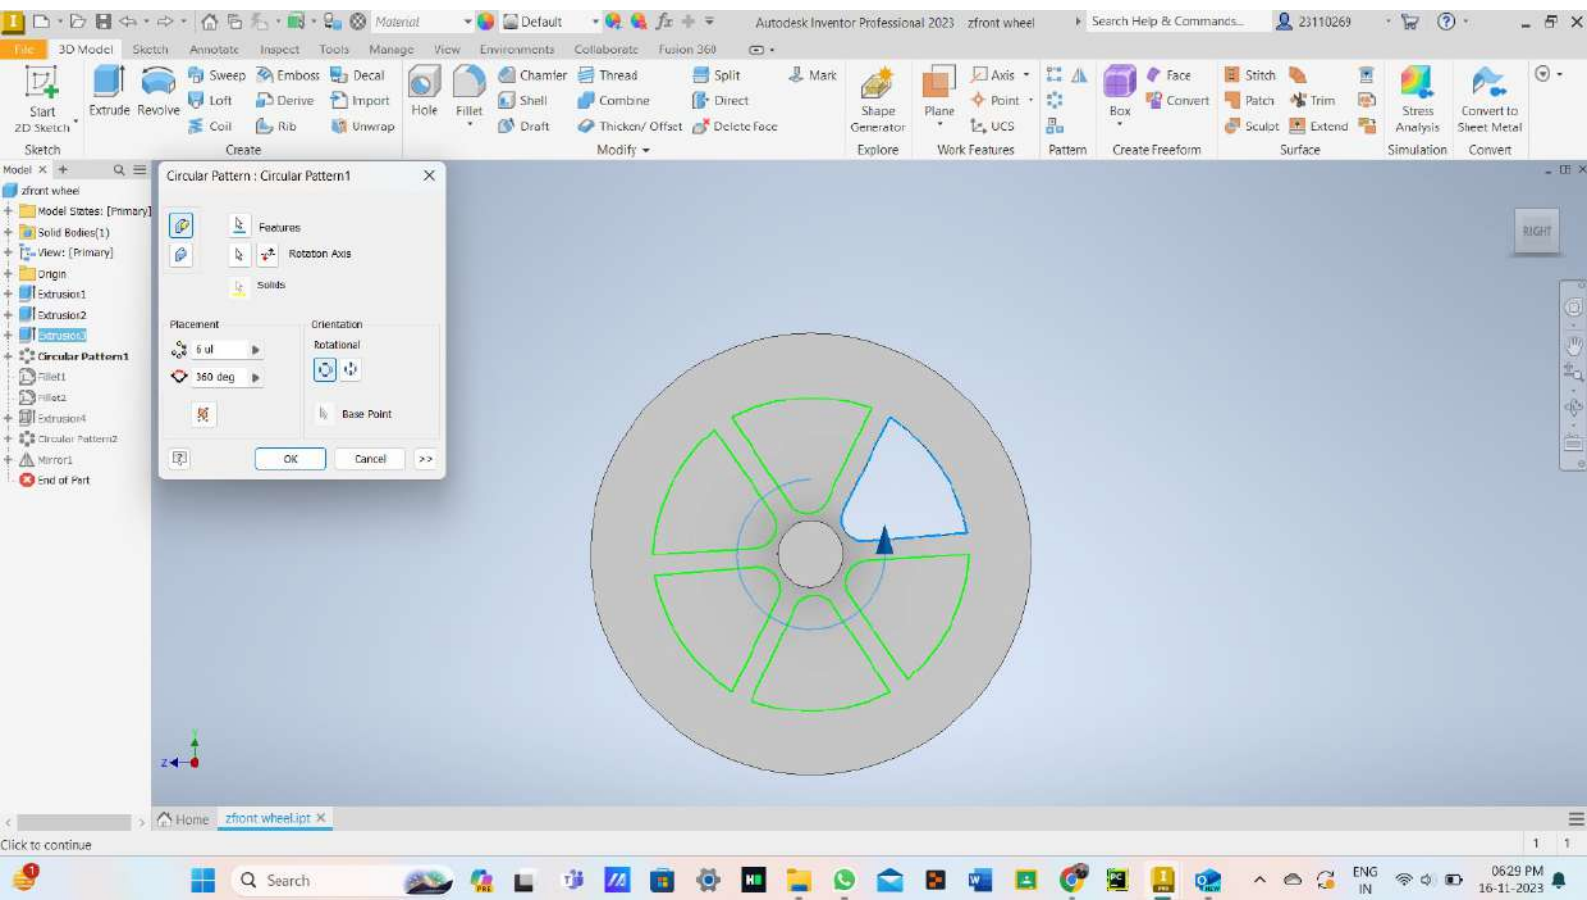 Material
Default
Autodesk Inventor Professional 2023 zfront wheel
Search Help & Commands...
23110269
File 3D Model Sketch Annotate Inspect Tools Manage View Environments Collaborate Fusion 360
Start
2D Sketch
Extrude
Revolve
Sweep
Emboss
Decal
Loft
Derive
Import
Coil
Rib
Unwrap
Hole
Fillet
Chamfer
Thread
Split
Mark
Shell
Combine
Direct
Draft
Thicken/ Offset
Delete Face
Shape
Generator
Plane
Axis
Point
UCS
Box
Face
Convert
Stitch
Patch
Trim
Sculpt
Extend
Stress
Analysis
Convert to
Sheet Metal
Sketch
Create
Modify
Explore
Work Features
Pattern
Create Freeform
Surface
Simulation
Convert
Model
zfront wheel
Model States: [Primary]
Solid Bodies(1)
View: [Primary]
Origin
Extrusion1
Extrusion2
Extrusion3
Circular Pattern1
Fillet1
Fillet2
Extrusion4
Circular Pattern2
Mirror1
End of Part
Circular Pattern : Circular Pattern1
Features
Rotation Axis
Solids
Placement
Orientation
6 ul
Rotational
360 deg
Base Point
OK
Cancel
>>
RIGHT
Y
Z
Home
zfront wheel.ipt
Click to continue
1 1
1
Search
ENG
IN
06:29 PM
16-11-2023